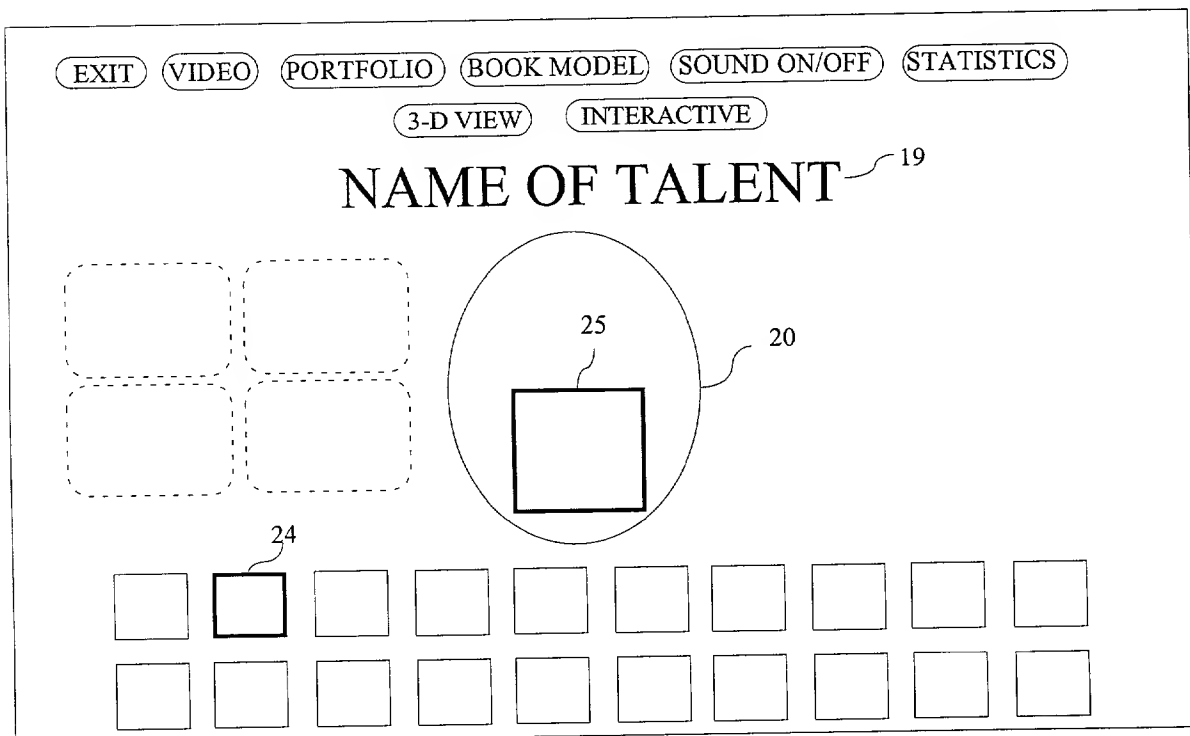 EXIT VIDEO PORTFOLIO BOOK MODEL SOUND ON/OFF STATISTICS
3-D VIEW INTERACTIVE
NAME OF TALENT 19
25
20
24